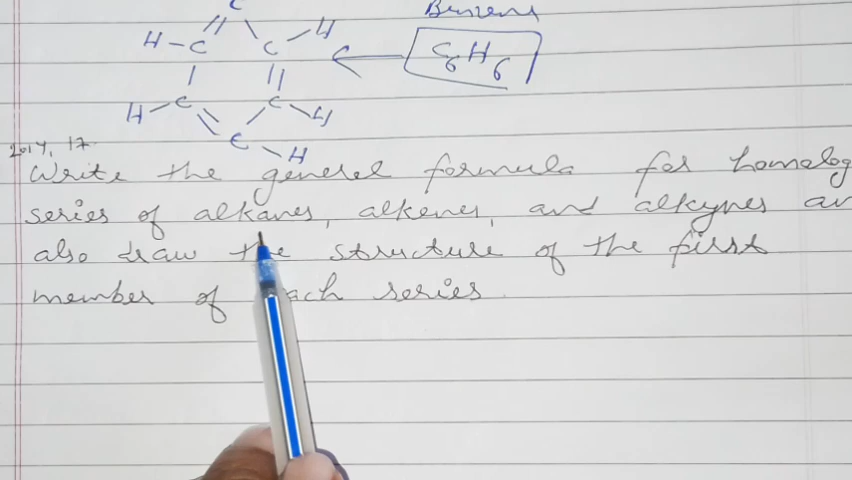 Benzene
C
H - C C - H
C6H6
H - C C - H
C - H
2014, 17.
Write the general formula for homolog
series of alkanes, alkenes, and alkynes an
also draw the structure of the first
member of each series.